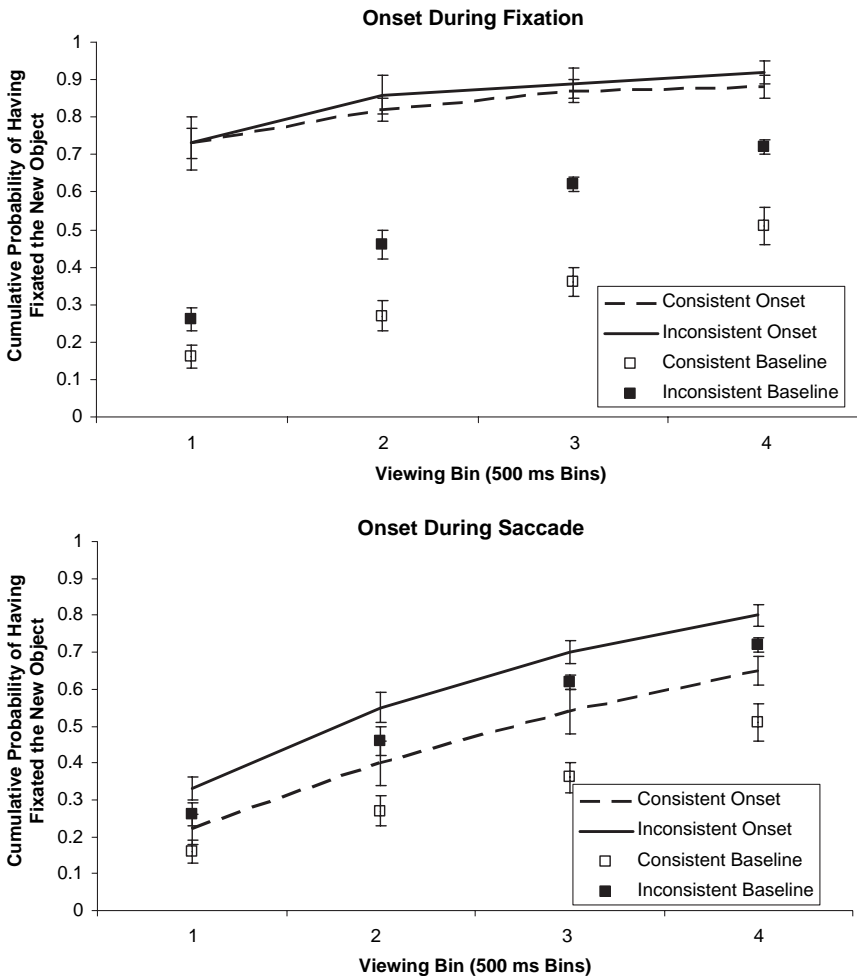 Onset During Fixation
Cumulative Probability of Having
Fixated the New Object
1
0.9
0.8
0.7
0.6
0.5
0.4
0.3
0.2
0.1
0
Consistent Onset
Inconsistent Onset
Consistent Baseline
Inconsistent Baseline
1 2 3 4
Viewing Bin (500 ms Bins)
Onset During Saccade
Cumulative Probability of Having
Fixated the New Object
1
0.9
0.8
0.7
0.6
0.5
0.4
0.3
0.2
0.1
0
Consistent Onset
Inconsistent Onset
Consistent Baseline
Inconsistent Baseline
1 2 3 4
Viewing Bin (500 ms Bins)